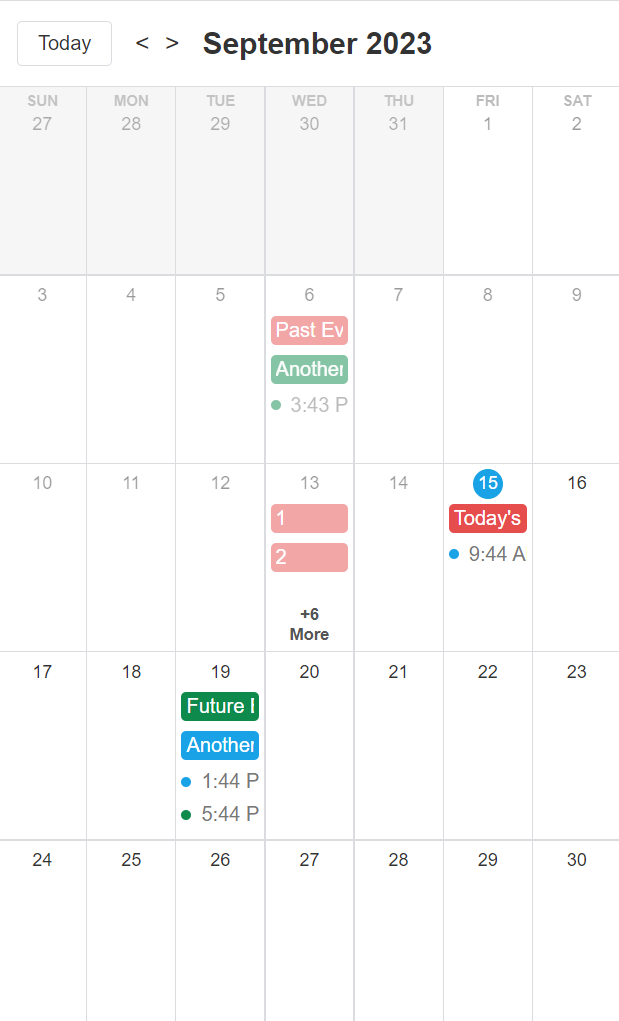 Today < > September 2023
SUN MON TUE WED THU FRI SAT
27 28 29 30 31 1 2
3 4 5 6 7 8 9
Past Ev
Another
3:43 P
10 11 12 13 14 15 16
1 Today's
2 9:44 A
+6
More
17 18 19 20 21 22 23
Future
Another
1:44 P
5:44 P
24 25 26 27 28 29 30